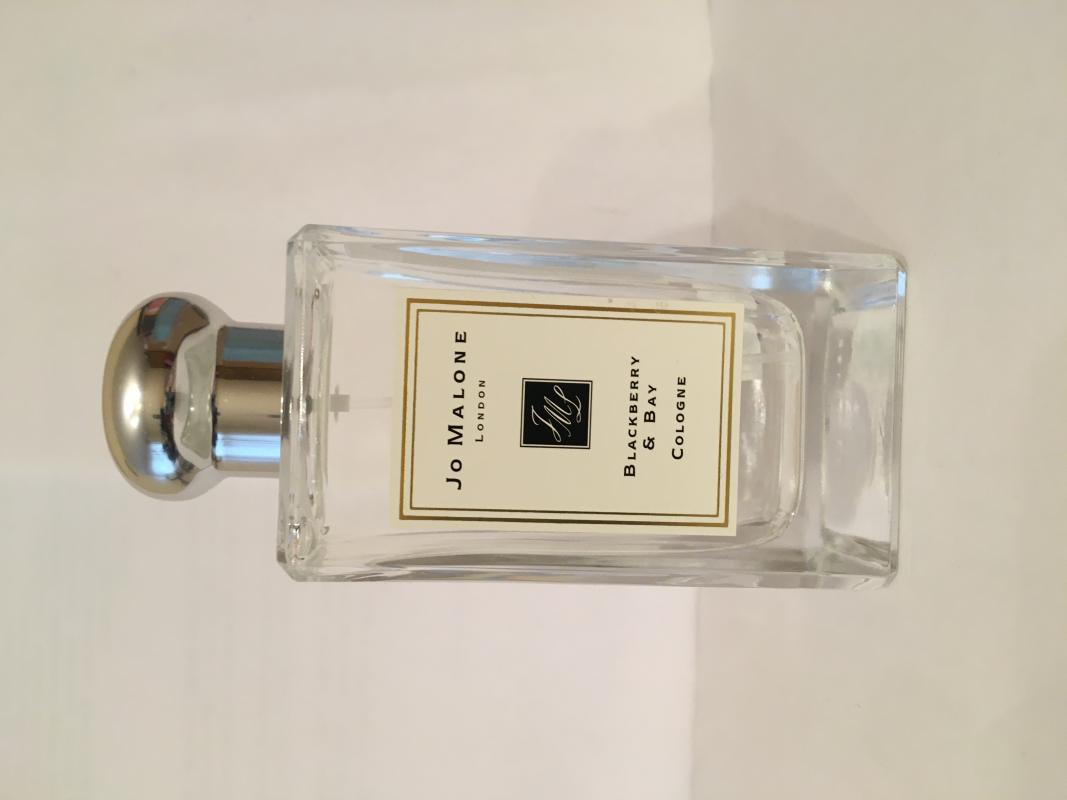 Jo Malone
London
JML
Blackberry
& Bay
Cologne